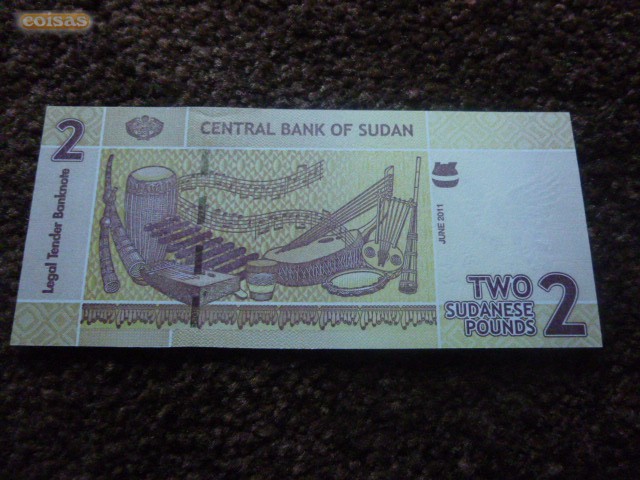 eoisas
2
CENTRAL BANK OF SUDAN
Legal Tender Banknote
JUNE 2011
TWO
SUDANESE
POUNDS
2